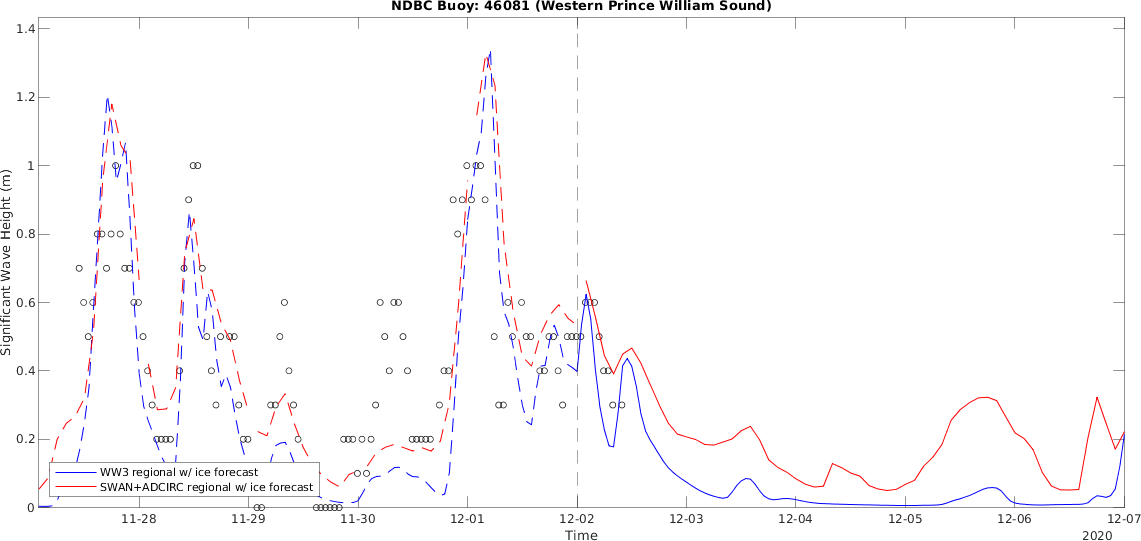 NDBC Buoy: 46081 (Western Prince William Sound)
Significant Wave Height (m)
1.4
1.2
1
0.8
0.6
0.4
0.2
0
WW3 regional w/ ice forecast
SWAN+ADCIRC regional w/ ice forecast
11-28 11-29 11-30 12-01 12-02 12-03 12-04 12-05 12-06 12-07
Time
2020